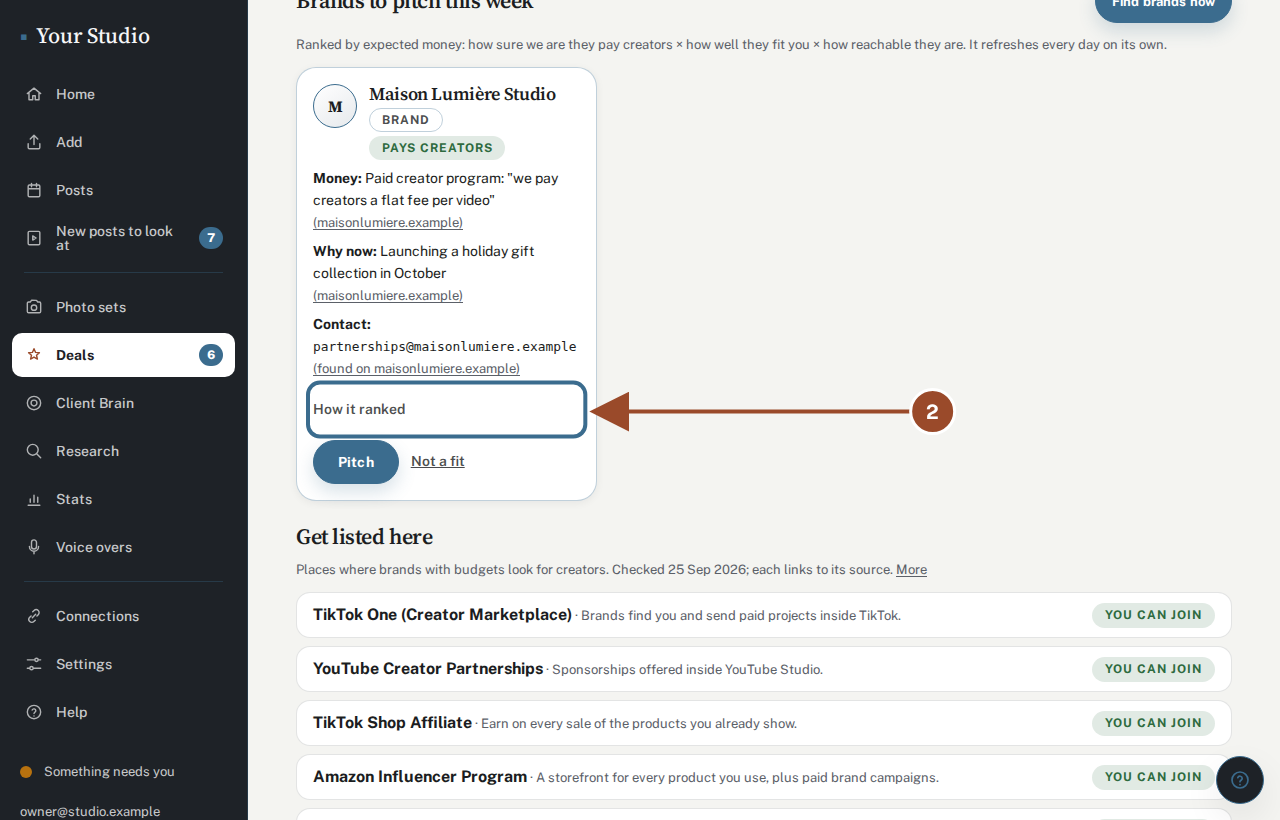 Your Studio
Home
Add
Posts
New posts to look
at
7
Photo sets
Deals
6
Client Brain
Research
Stats
Voice overs
Connections
Settings
Help
Something needs you
owner@studio.example
Brands to pitch this week
Find brands now
Ranked by expected money: how sure we are they pay creators × how well they fit you × how reachable they are. It refreshes every day on its own.
M
Maison Lumière Studio
BRAND
PAYS CREATORS
Money: Paid creator program: "we pay
creators a flat fee per video"
(maisonlumiere.example)
Why now: Launching a holiday gift
collection in October
(maisonlumiere.example)
Contact:
partnerships@maisonlumiere.example
(found on maisonlumiere.example)
How it ranked
2
Pitch
Not a fit
Get listed here
Places where brands with budgets look for creators. Checked 25 Sep 2026; each links to its source. More
TikTok One (Creator Marketplace) · Brands find you and send paid projects inside TikTok.
YOU CAN JOIN
YouTube Creator Partnerships · Sponsorships offered inside YouTube Studio.
YOU CAN JOIN
TikTok Shop Affiliate · Earn on every sale of the products you already show.
YOU CAN JOIN
Amazon Influencer Program · A storefront for every product you use, plus paid brand campaigns.
YOU CAN JOIN